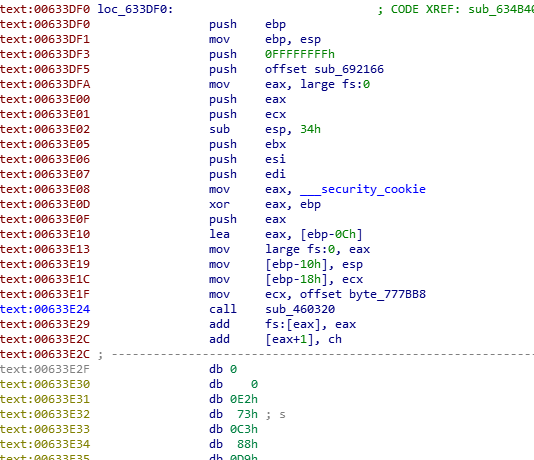 text:00633DF0 loc_633DF0: ; CODE XREF: sub_634B40
text:00633DF0 push ebp
text:00633DF1 mov ebp, esp
text:00633DF3 push 0FFFFFFFFh
text:00633DF5 push offset sub_692166
text:00633DFA mov eax, large fs:0
text:00633E00 push eax
text:00633E01 push ecx
text:00633E02 sub esp, 34h
text:00633E05 push ebx
text:00633E06 push esi
text:00633E07 push edi
text:00633E08 mov eax, ___security_cookie
text:00633E0D xor eax, ebp
text:00633E0F push eax
text:00633E10 lea eax, [ebp-0Ch]
text:00633E13 mov large fs:0, eax
text:00633E19 mov [ebp-10h], esp
text:00633E1C mov [ebp-18h], ecx
text:00633E1F mov ecx, offset byte_777BB8
text:00633E24 call sub_460320
text:00633E29 add fs:[eax], eax
text:00633E2C add [eax+1], ch
text:00633E2C ; ---------------------------------------------------------------
text:00633E2F db 0
text:00633E30 db 0
text:00633E31 db 0E2h
text:00633E32 db 73h ; s
text:00633E33 db 0C3h
text:00633E34 db 88h
text:00633E35 db 0D9h